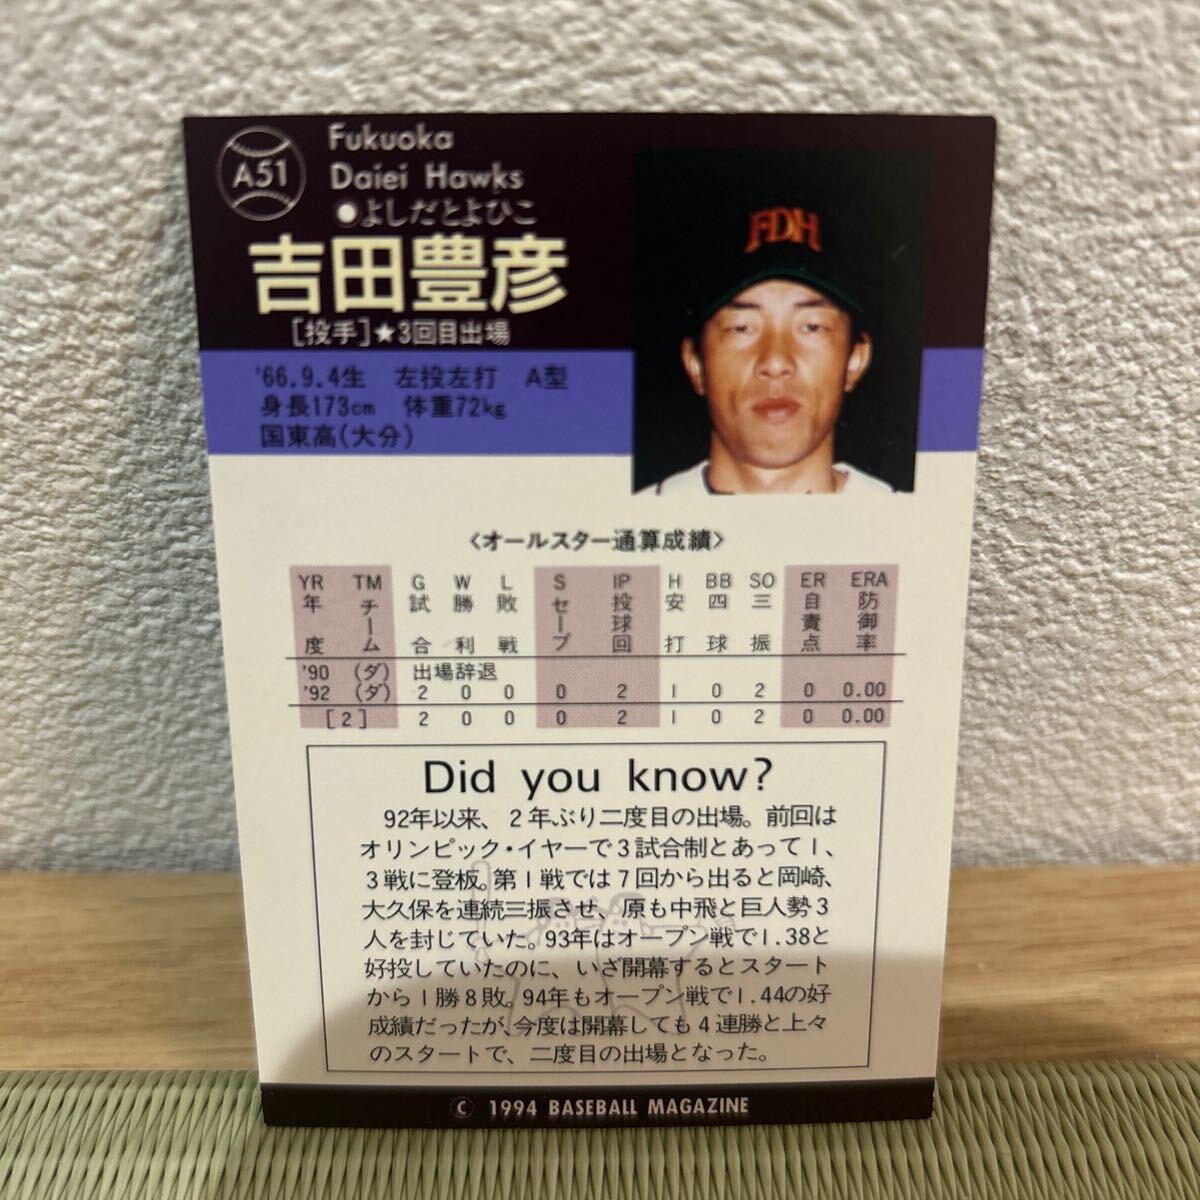 A51
Fukuoka
Daiei Hawks
●よしだとよひこ
吉田豊彦
[投手]★3回目出場
FDH
'66.9.4生 左投左打 A型
身長173cm 体重72kg
国東高(大分)
<オールスター通算成績>
YR TM G W L S IP H BB SO ER ERA
年度 チーム 試合 勝利 敗戦 セーブ 投球回 安打 四球 三振 自責点 防御率
'90 (ダ) 出場辞退
'92 (ダ) 2 0 0 0 2 1 0 2 0 0.00
[2] 2 0 0 0 2 1 0 2 0 0.00
Did you know?
92年以来、2年ぶり二度目の出場。前回は
オリンピック・イヤーで3試合制とあって1、
3戦に登板。第1戦では7回から出ると岡崎、
大久保を連続三振させ、原も中飛と巨人勢3
人を封じていた。93年はオープン戦で1.38と
好投していたのに、いざ開幕するとスタート
から1勝8敗。94年もオープン戦で1.44の好
成績だったが、今度は開幕しても4連勝と上々
のスタートで、二度目の出場となった。
© 1994 BASEBALL MAGAZINE